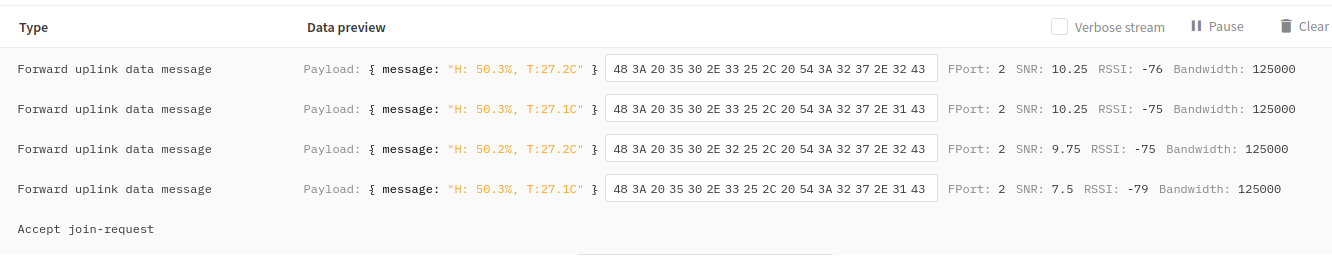 Type Data preview Verbose stream Pause Clear
Forward uplink data message Payload: { message: "H: 50.3%, T:27.2C" } 48 3A 20 35 30 2E 33 25 2C 20 54 3A 32 37 2E 32 43 FPort: 2 SNR: 10.25 RSSI: -76 Bandwidth: 125000
Forward uplink data message Payload: { message: "H: 50.3%, T:27.1C" } 48 3A 20 35 30 2E 33 25 2C 20 54 3A 32 37 2E 31 43 FPort: 2 SNR: 10.25 RSSI: -75 Bandwidth: 125000
Forward uplink data message Payload: { message: "H: 50.2%, T:27.2C" } 48 3A 20 35 30 2E 32 25 2C 20 54 3A 32 37 2E 32 43 FPort: 2 SNR: 9.75 RSSI: -75 Bandwidth: 125000
Forward uplink data message Payload: { message: "H: 50.3%, T:27.1C" } 48 3A 20 35 30 2E 33 25 2C 20 54 3A 32 37 2E 31 43 FPort: 2 SNR: 7.5 RSSI: -79 Bandwidth: 125000
Accept join-request